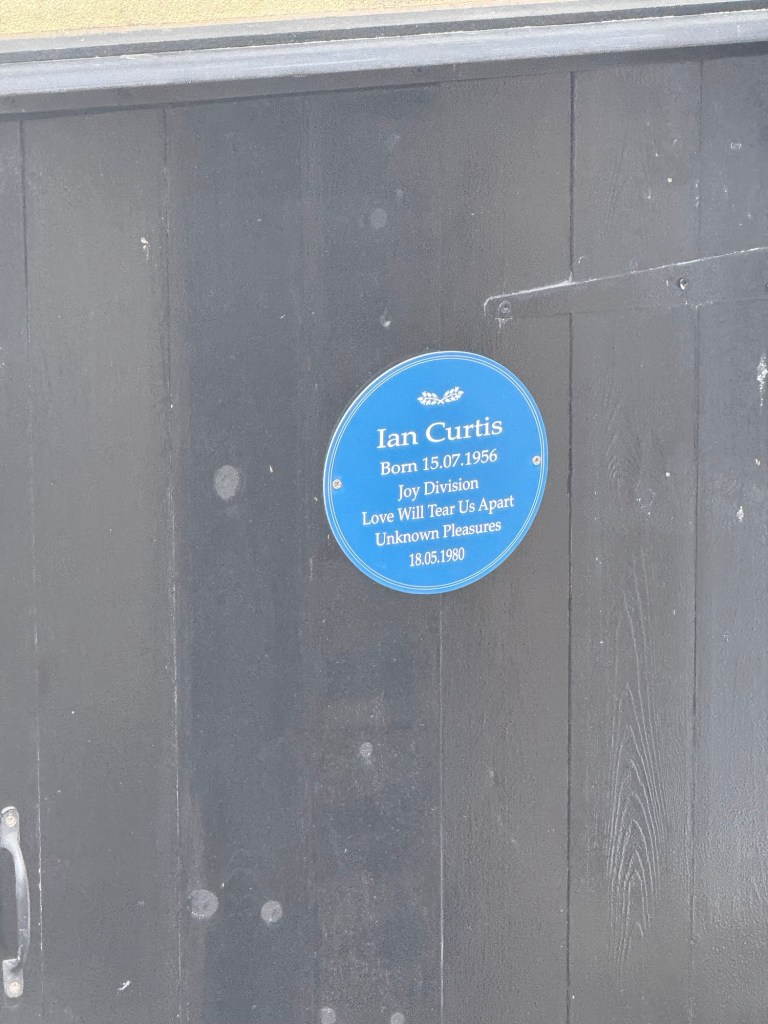 Ian Curtis
Born 15.07.1956
Joy Division
Love Will Tear Us Apart
Unknown Pleasures
18.05.1980